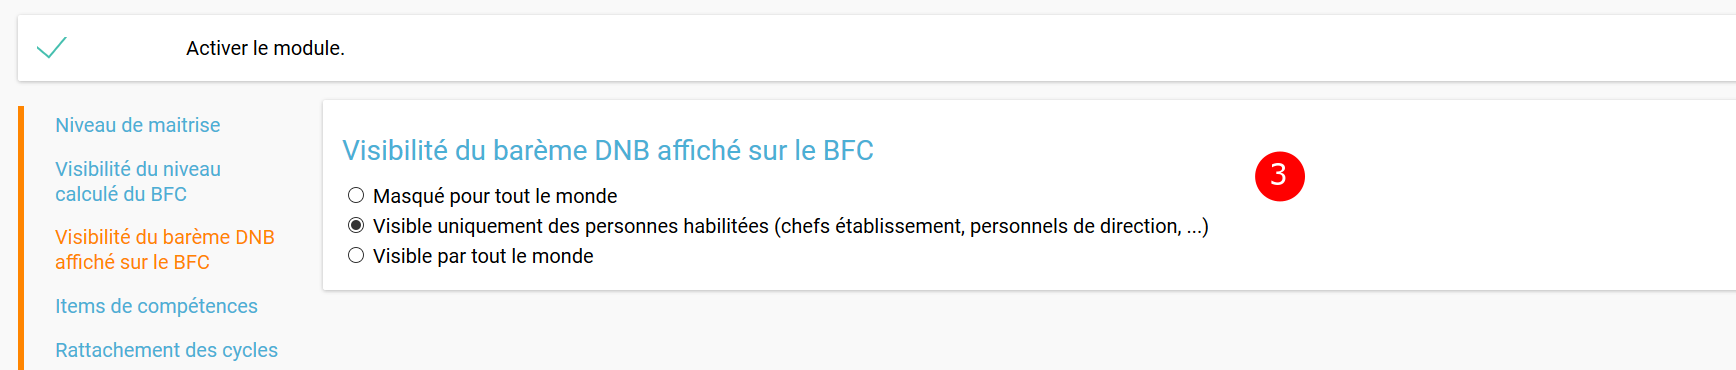 Activer le module.
Niveau de maitrise
Visibilité du niveau
calculé du BFC
Visibilité du barème DNB
affiché sur le BFC
Items de compétences
Rattachement des cycles
Visibilité du barème DNB affiché sur le BFC
Masqué pour tout le monde
Visible uniquement des personnes habilitées (chefs établissement, personnels de direction, ...)
Visible par tout le monde
3